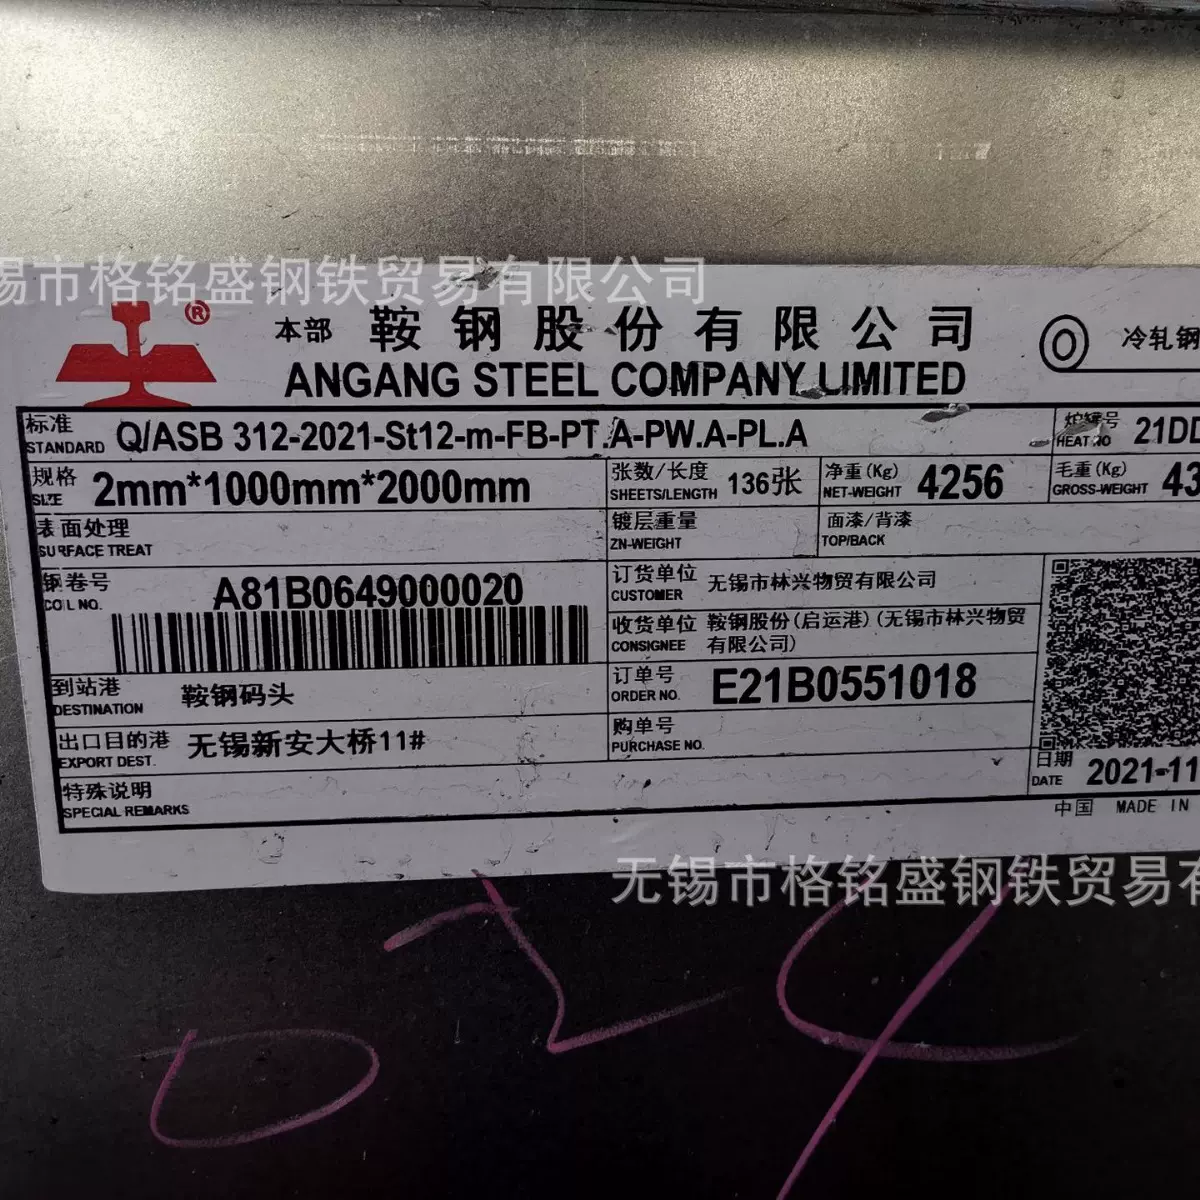 锡市格铭盛钢铁贸易有限公司
®
本部 鞍钢股份有限公司
ANGANG STEEL COMPANY LIMITED
冷轧钢
标准 STANDARD Q/ASB 312-2021-St12-m-FB-PT.A-PW.A-PL.A
炉罐号 HEAT NO 21DD
规格 SIZE 2mm*1000mm*2000mm
张数/长度 SHEETS/LENGTH 136张
净重(Kg) NET-WEIGHT 4256
毛重(Kg) GROSS-WEIGHT 43
表面处理 SURFACE TREAT
镀层重量 ZN-WEIGHT
面漆/背漆 TOP/BACK
钢卷号 COIL NO. A81B0649000020
订货单位 CUSTOMER 无锡市林兴物贸有限公司
收货单位 CONSIGNEE 鞍钢股份(启运港)(无锡市林兴物贸
有限公司)
到站港 DESTINATION 鞍钢码头
订单号 ORDER NO. E21B0551018
出口目的港 EXPORT DEST. 无锡新安大桥11#
购单号 PURCHASE NO.
特殊说明 SPECIAL REMARKS
日期 DATE 2021-11
中国 MADE IN
无锡市格铭盛钢铁贸易有
024